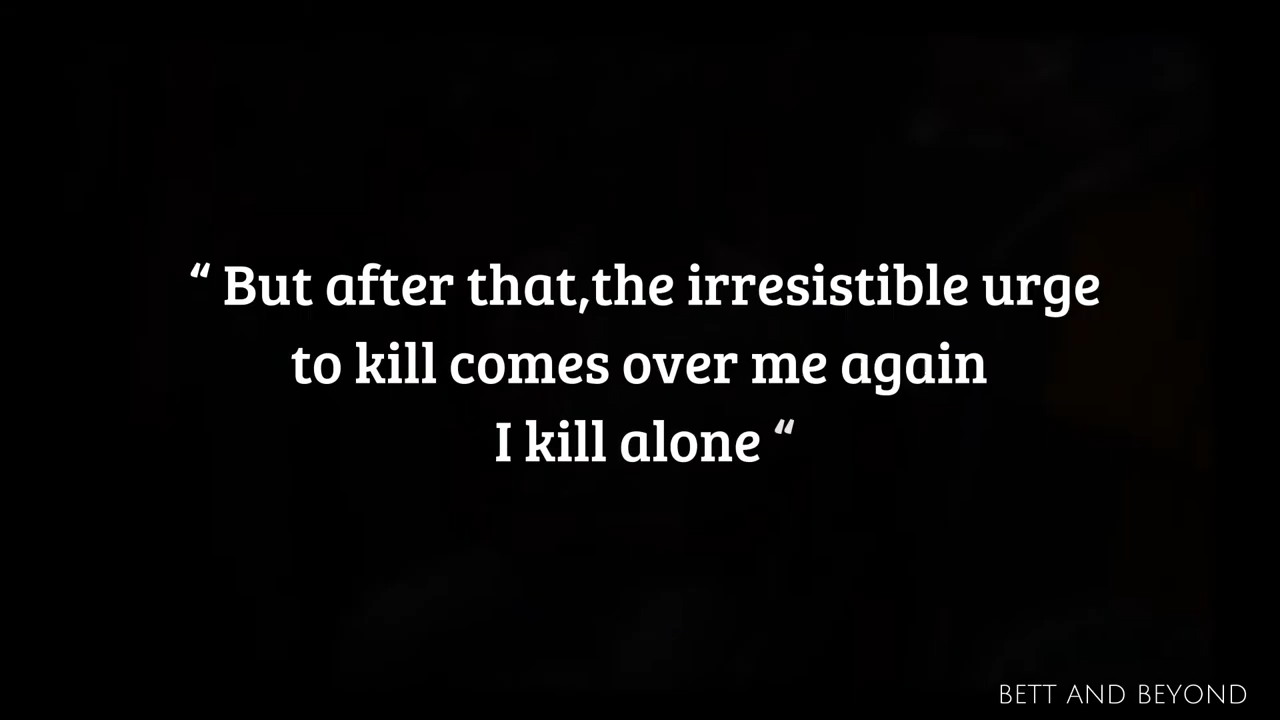 “ But after that,the irresistible urge
to kill comes over me again
I kill alone “
BETT AND BEYOND